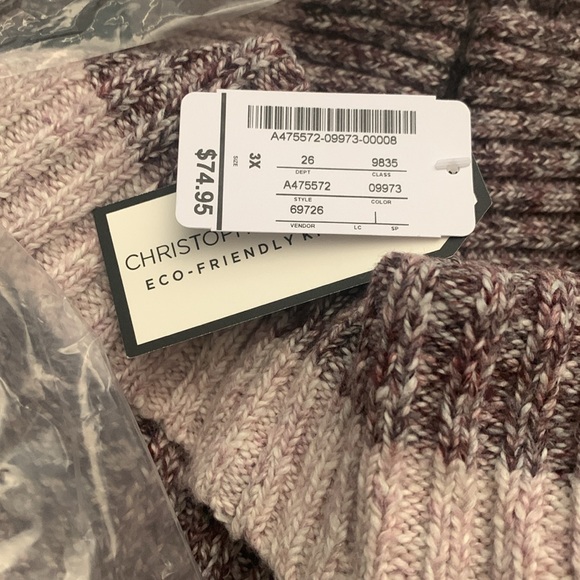 A475572-09973-00008
$74.95
SIZE 3X
26 9835
DEPT CLASS
A475572 09973
STYLE COLOR
69726
VENDOR LC SP
ECO-FRIENDLY